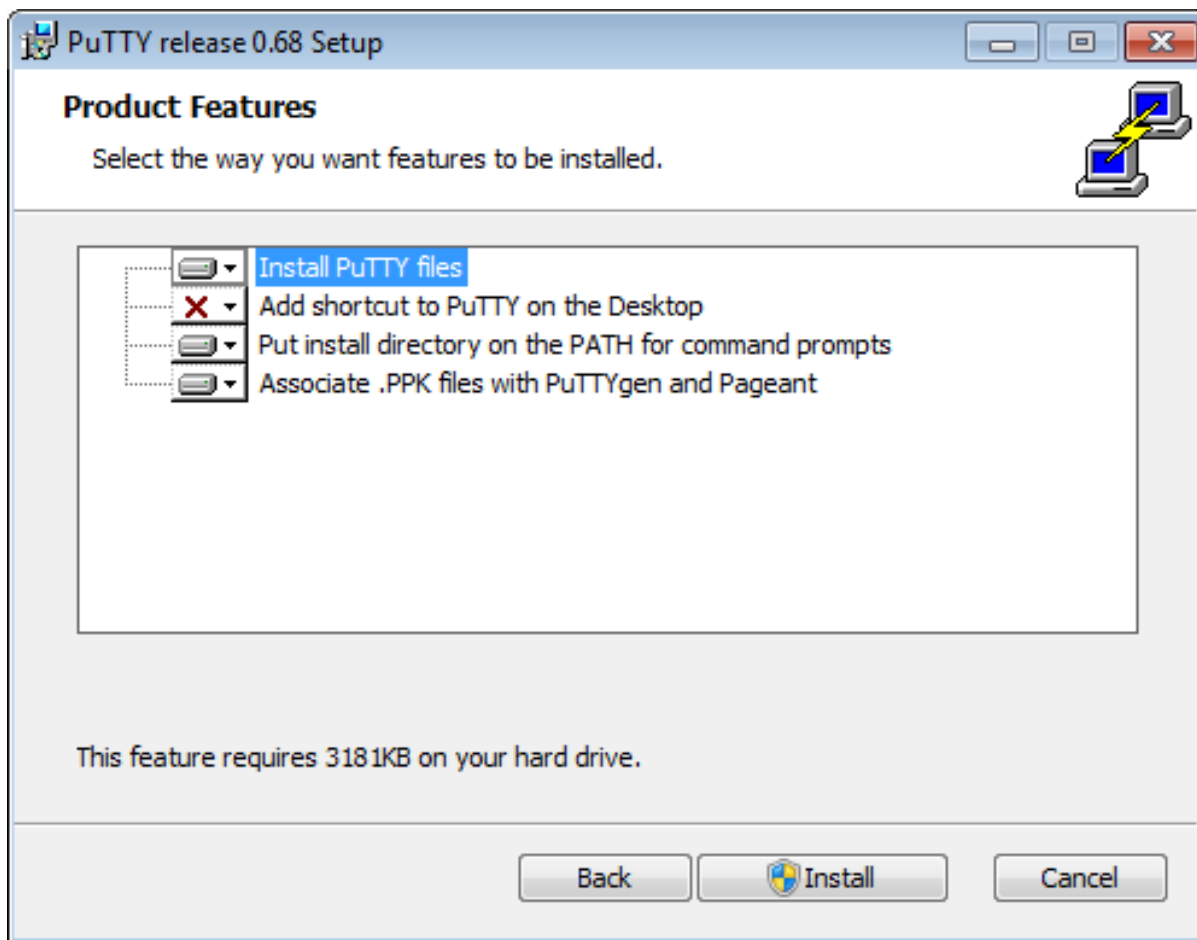 PuTTY release 0.68 Setup
Product Features
Select the way you want features to be installed.
Install PuTTY files
Add shortcut to PuTTY on the Desktop
Put install directory on the PATH for command prompts
Associate .PPK files with PuTTYgen and Pageant
This feature requires 3181KB on your hard drive.
Back Install Cancel